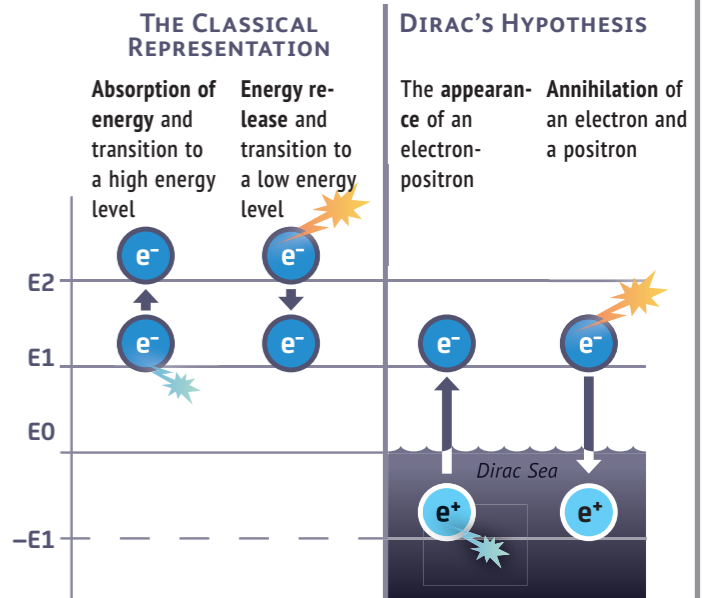 THE CLASSICAL
REPRESENTATION
DIRAC'S HYPOTHESIS
Absorption of
energy and
transition to
a high energy
level
Energy re-
lease and
transition to
a low energy
level
The appearan-
ce of an
electron-
positron
Annihilation of
an electron and
a positron
e⁻
e⁻
E2
e⁻
e⁻
e⁻
e⁻
E1
E0
Dirac Sea
e⁺
e⁺
–E1